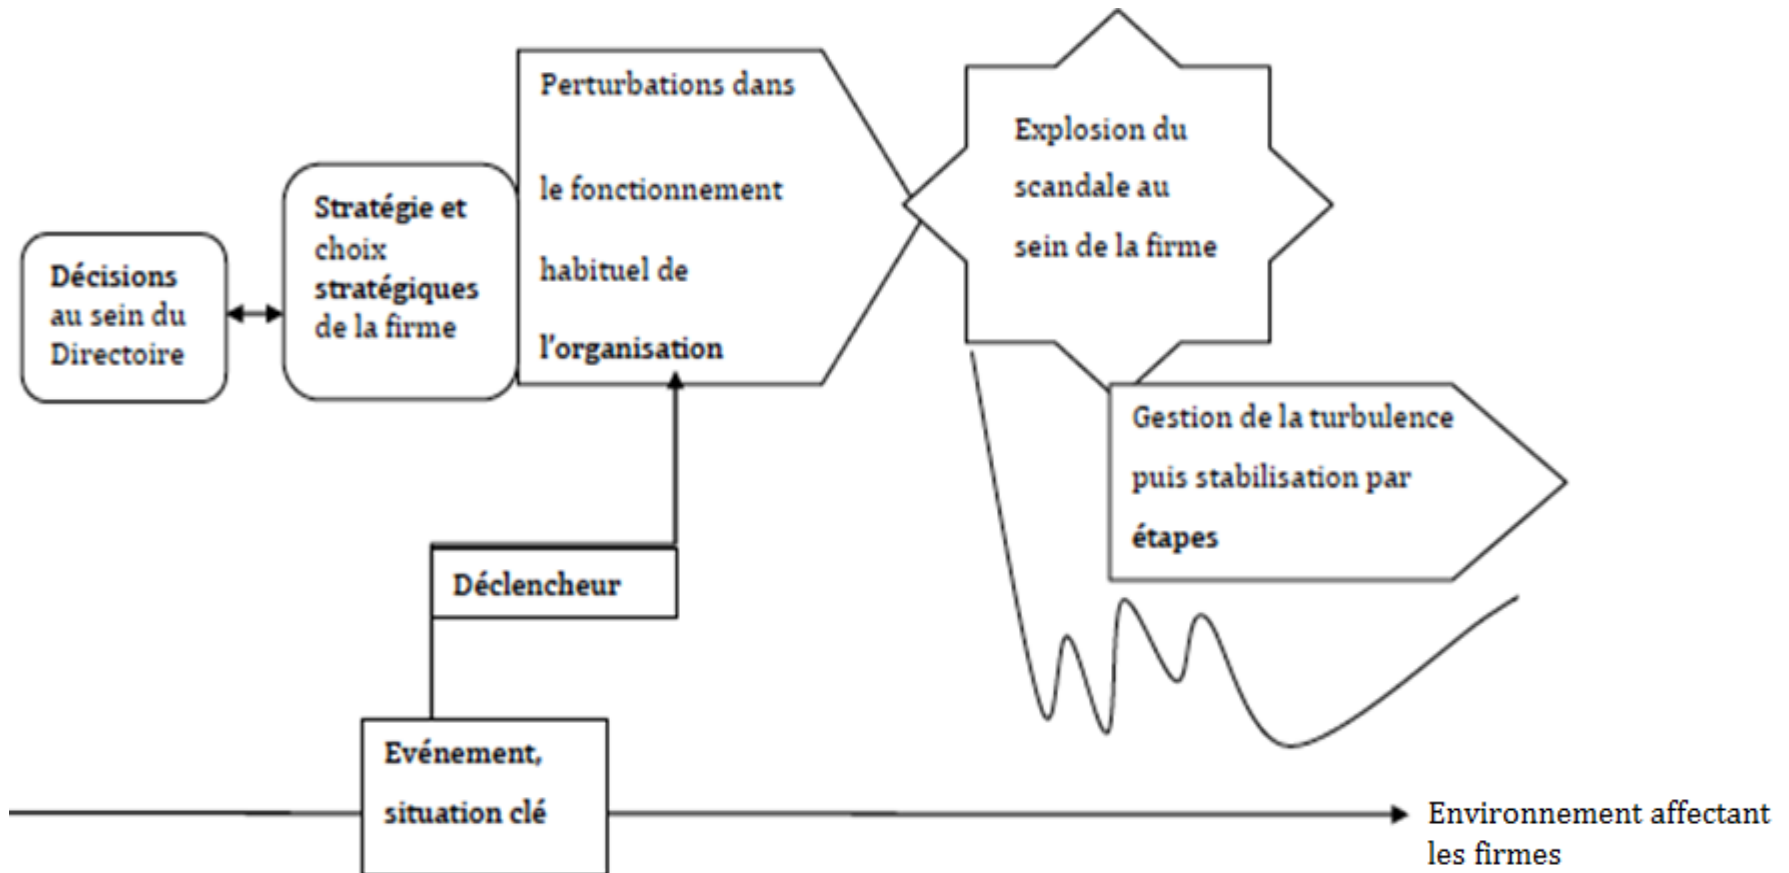 Décisions
au sein du
Directoire
Stratégie et
choix
stratégiques
de la firme
Perturbations dans
le fonctionnement
habituel de
l'organisation
Explosion du
scandale au
sein de la firme
Gestion de la turbulence
puis stabilisation par
étapes
Déclencheur
Evénement,
situation clé
Environnement affectant
les firmes